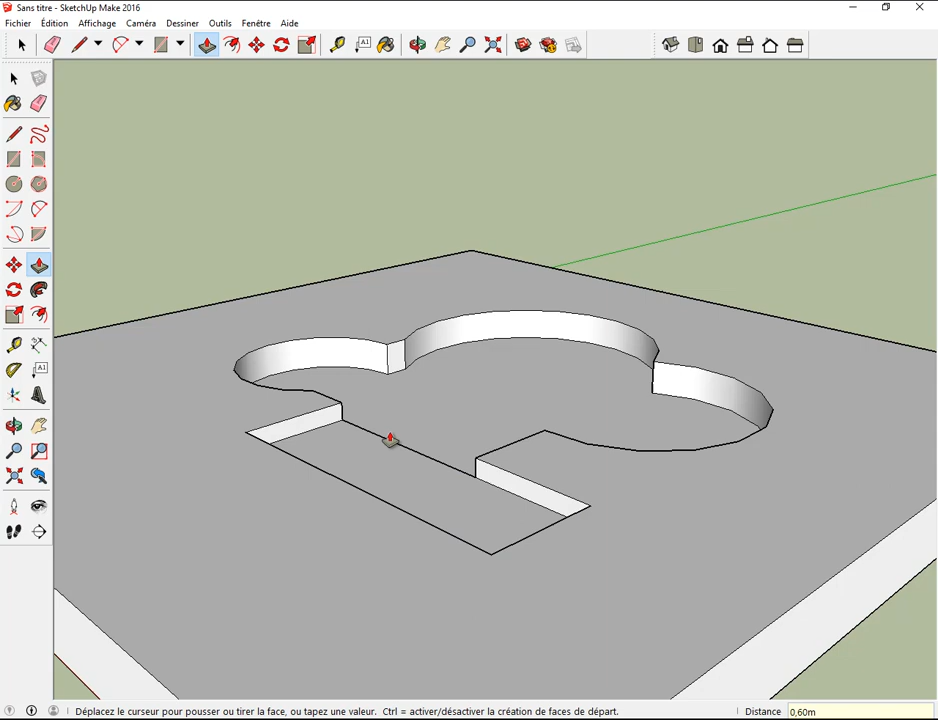 Sans titre - SketchUp Make 2016
Fichier Édition Affichage Caméra Dessiner Outils Fenêtre Aide
A1
A1
Déplacez le curseur pour pousser ou tirer la face, ou tapez une valeur. Ctrl = activer/désactiver la création de faces de départ. Distance 0,60m